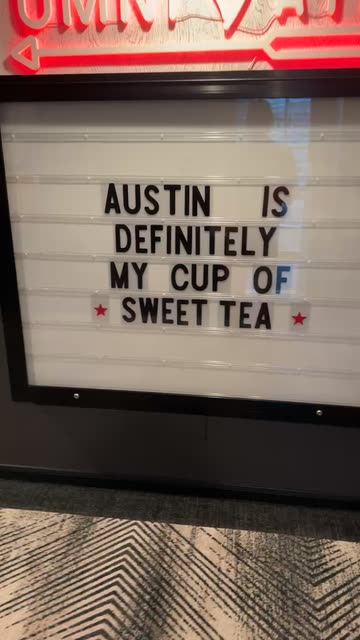 AUSTIN IS
DEFINITELY
MY CUP OF
SWEET TEA